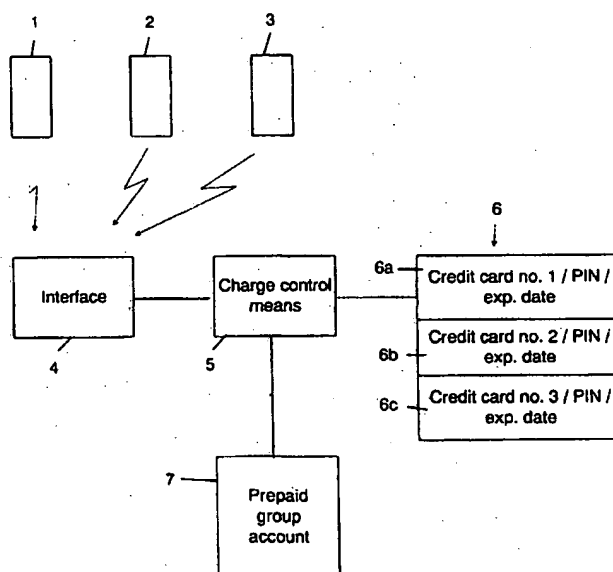 1
2
3
6
6a
Credit card no. 1 / PIN /
exp. date
Interface
Charge control
means
4
5
6b
Credit card no. 2 / PIN /
exp. date
6c
Credit card no. 3 / PIN /
exp. date
7
Prepaid
group
account